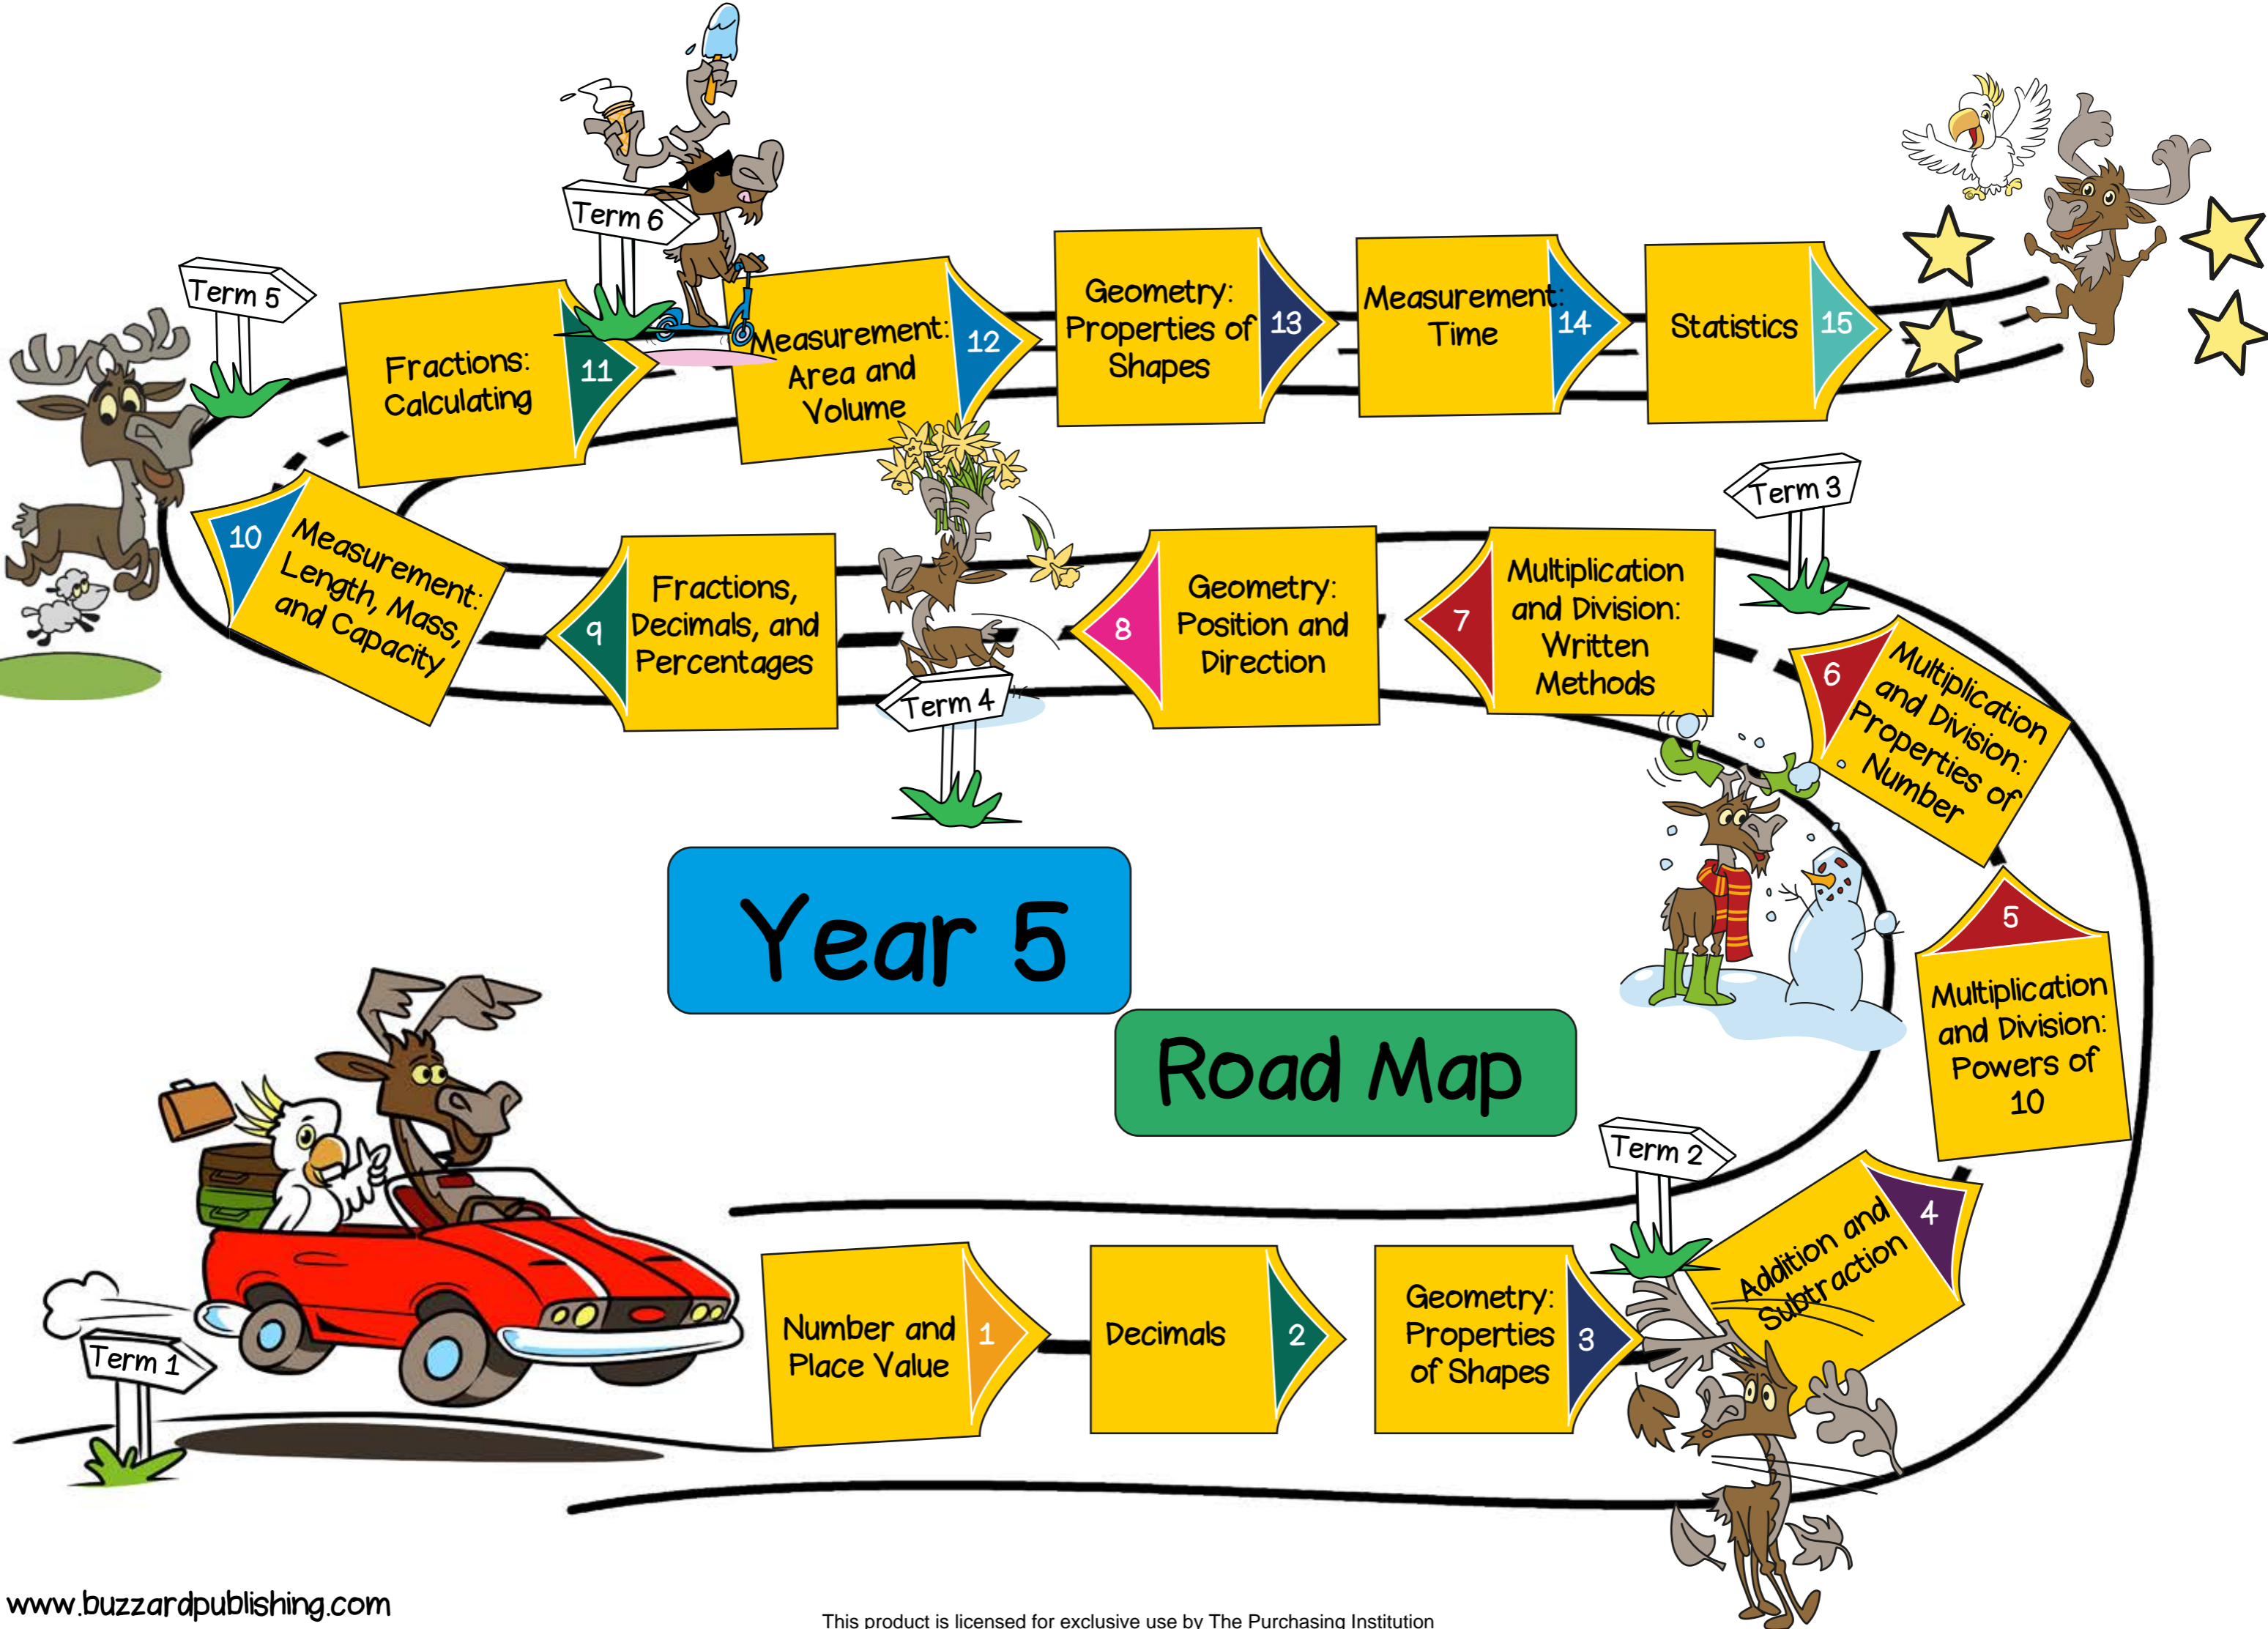 Term 1
Number and
Place Value
1
Decimals
2
Geometry:
Properties
of Shapes
3
Term 2
Addition and
Subtraction
4
Multiplication
and Division:
Powers of
10
5
Multiplication
and Division:
Properties of
Number
6
Term 3
Multiplication
and Division:
Written
Methods
7
Geometry:
Position and
Direction
8
Term 4
Fractions,
Decimals, and
Percentages
9
Measurement:
Length, Mass,
and Capacity
10
Term 5
Fractions:
Calculating
11
Term 6
Measurement:
Area and
Volume
12
Geometry:
Properties of
Shapes
13
Measurement:
Time
14
Statistics
15
Year 5
Road Map
www.buzzardpublishing.com
This product is licensed for exclusive use by The Purchasing Institution